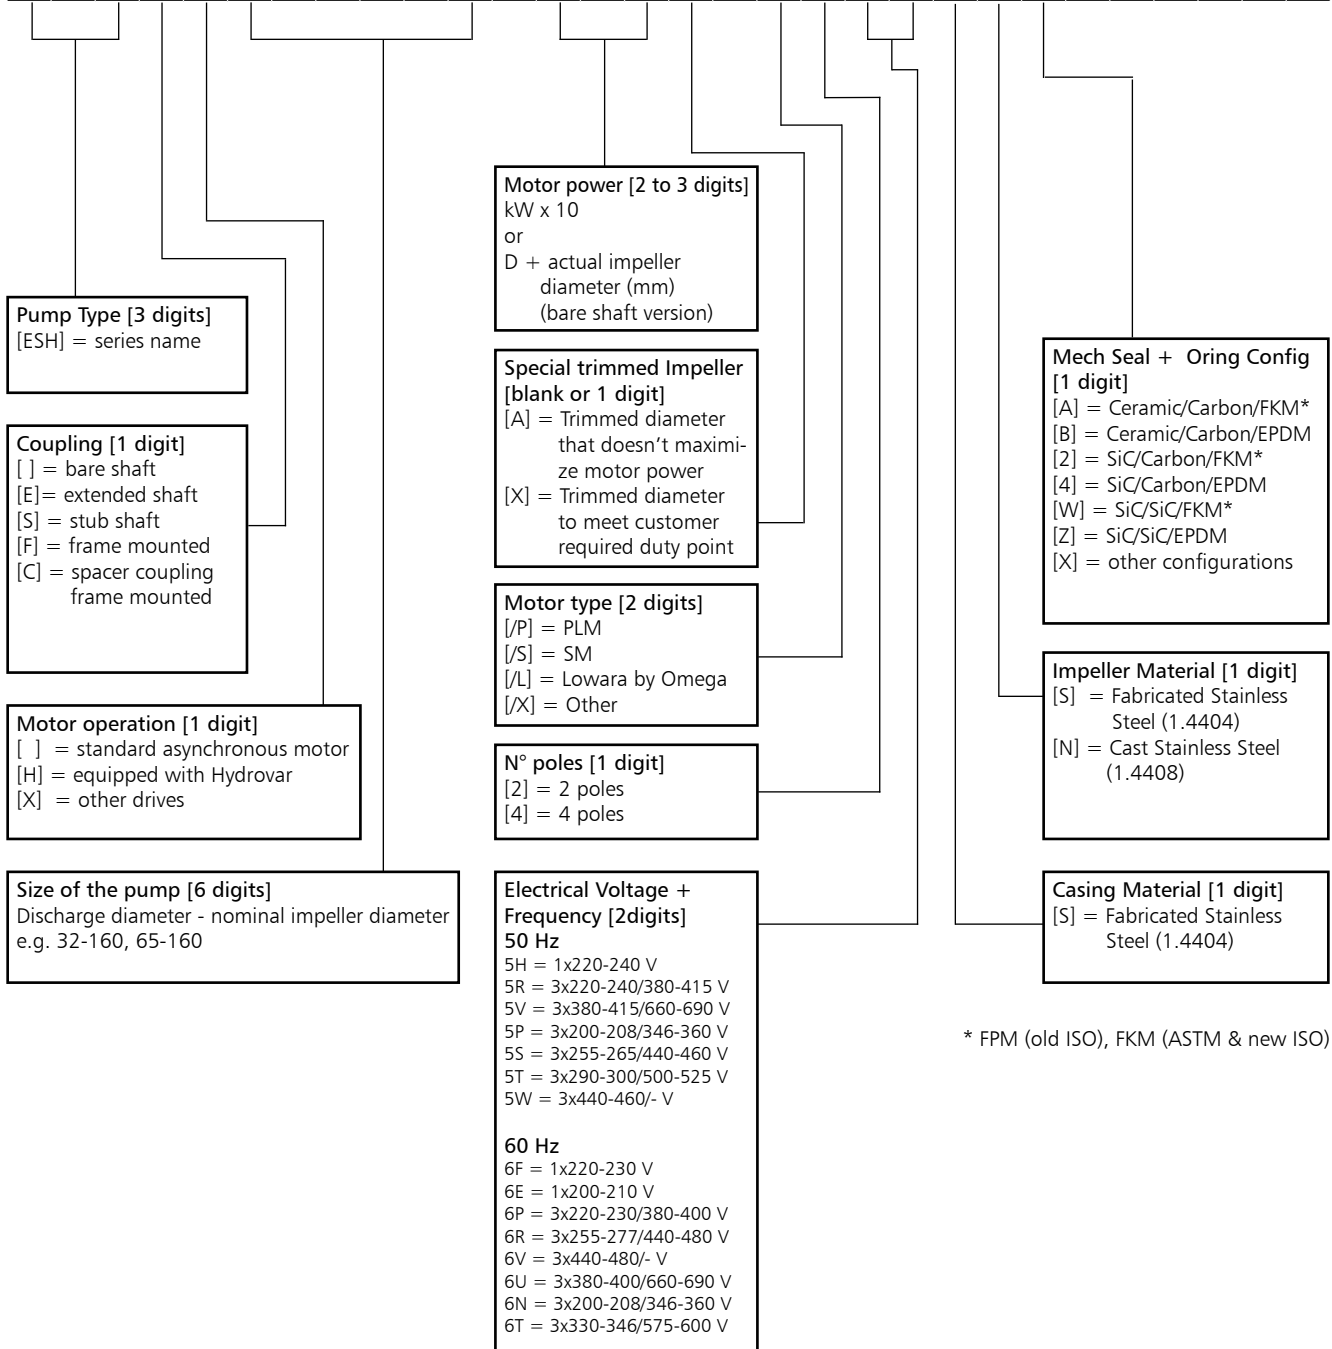 Pump Type [3 digits]
[ESH] = series name
Coupling [1 digit]
[ ] = bare shaft
[E]= extended shaft
[S] = stub shaft
[F] = frame mounted
[C] = spacer coupling
frame mounted
Motor operation [1 digit]
[ ] = standard asynchronous motor
[H] = equipped with Hydrovar
[X] = other drives
Size of the pump [6 digits]
Discharge diameter - nominal impeller diameter
e.g. 32-160, 65-160
Motor power [2 to 3 digits]
kW x 10
or
D + actual impeller
diameter (mm)
(bare shaft version)
Special trimmed Impeller
[blank or 1 digit]
[A] = Trimmed diameter
that doesn't maximi-
ze motor power
[X] = Trimmed diameter
to meet customer
required duty point
Motor type [2 digits]
[/P] = PLM
[/S] = SM
[/L] = Lowara by Omega
[/X] = Other
N° poles [1 digit]
[2] = 2 poles
[4] = 4 poles
Electrical Voltage +
Frequency [2digits]
50 Hz
5H = 1x220-240 V
5R = 3x220-240/380-415 V
5V = 3x380-415/660-690 V
5P = 3x200-208/346-360 V
5S = 3x255-265/440-460 V
5T = 3x290-300/500-525 V
5W = 3x440-460/- V
60 Hz
6F = 1x220-230 V
6E = 1x200-210 V
6P = 3x220-230/380-400 V
6R = 3x255-277/440-480 V
6V = 3x440-480/- V
6U = 3x380-400/660-690 V
6N = 3x200-208/346-360 V
6T = 3x330-346/575-600 V
Mech Seal + Oring Config
[1 digit]
[A] = Ceramic/Carbon/FKM*
[B] = Ceramic/Carbon/EPDM
[2] = SiC/Carbon/FKM*
[4] = SiC/Carbon/EPDM
[W] = SiC/SiC/FKM*
[Z] = SiC/SiC/EPDM
[X] = other configurations
Impeller Material [1 digit]
[S] = Fabricated Stainless
Steel (1.4404)
[N] = Cast Stainless Steel
(1.4408)
Casing Material [1 digit]
[S] = Fabricated Stainless
Steel (1.4404)
* FPM (old ISO), FKM (ASTM & new ISO)